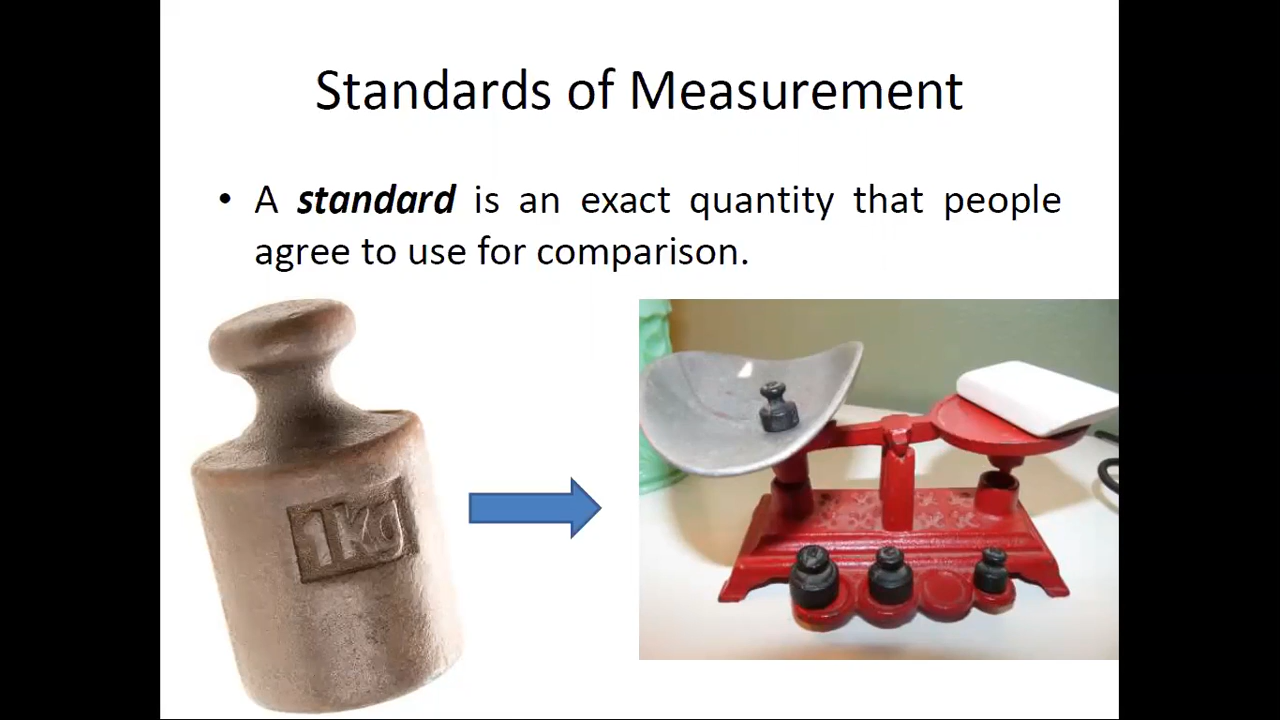 Standards of Measurement
• A standard is an exact quantity that people
agree to use for comparison.
1kg